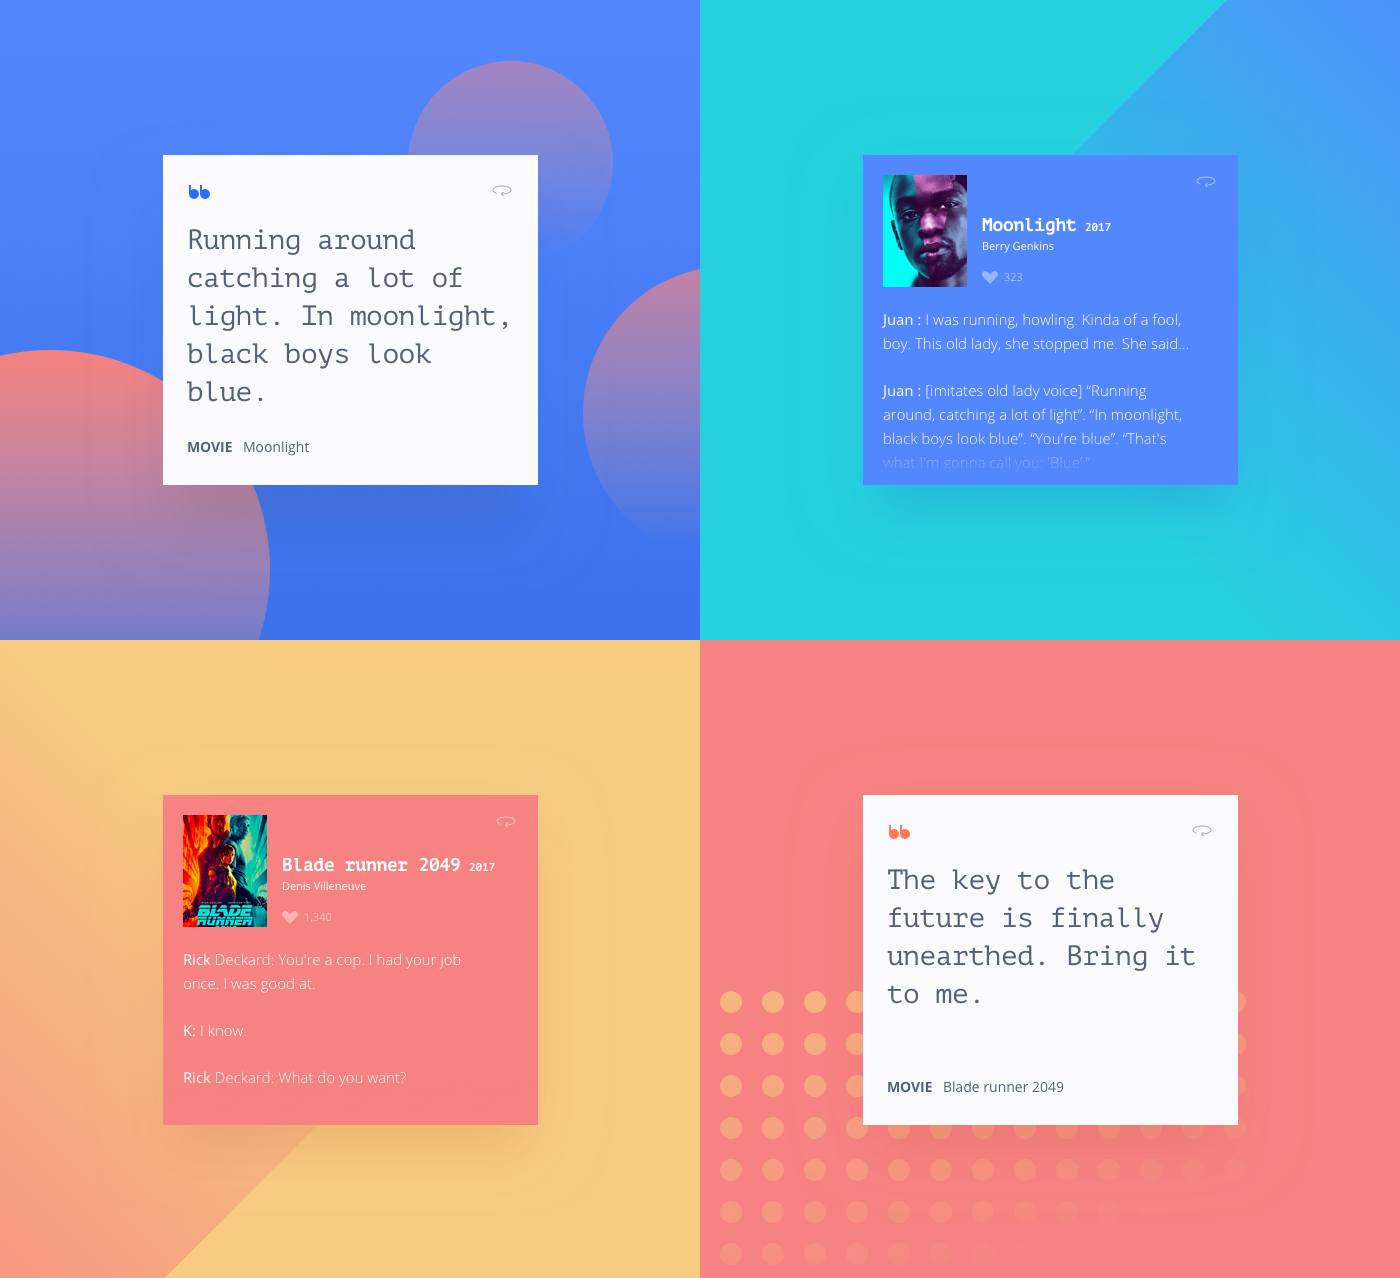 Running around
catching a lot of
light. In moonlight,
black boys look
blue.
MOVIE Moonlight
Moonlight 2017
Berry Genkins
323
Juan : I was running, howling. Kinda of a fool,
boy. This old lady, she stopped me. She said...
Juan : [imitates old lady voice] “Running
around, catching a lot of light”. “In moonlight,
black boys look blue”. “You're blue”. “That's
what I'm gonna call you: 'Blue'.”
BLADE
RUNNER
Blade runner 2049 2017
Denis Villeneuve
1,340
Rick Deckard: You're a cop. I had your job
once. I was good at.
K: I know.
Rick Deckard: What do you want?
The key to the
future is finally
unearthed. Bring it
to me.
MOVIE Blade runner 2049